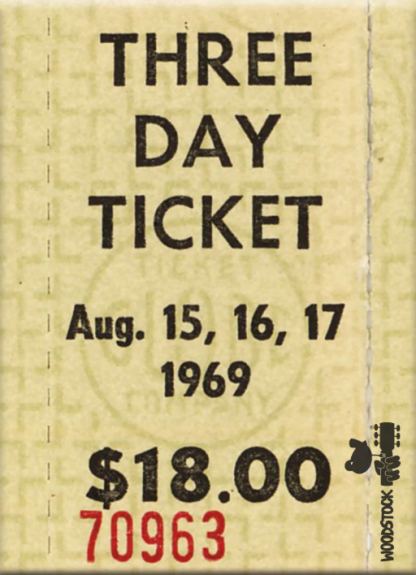 THREE
DAY
TICKET
Aug. 15, 16, 17
1969
$18.00
70963
WOODSTOCK